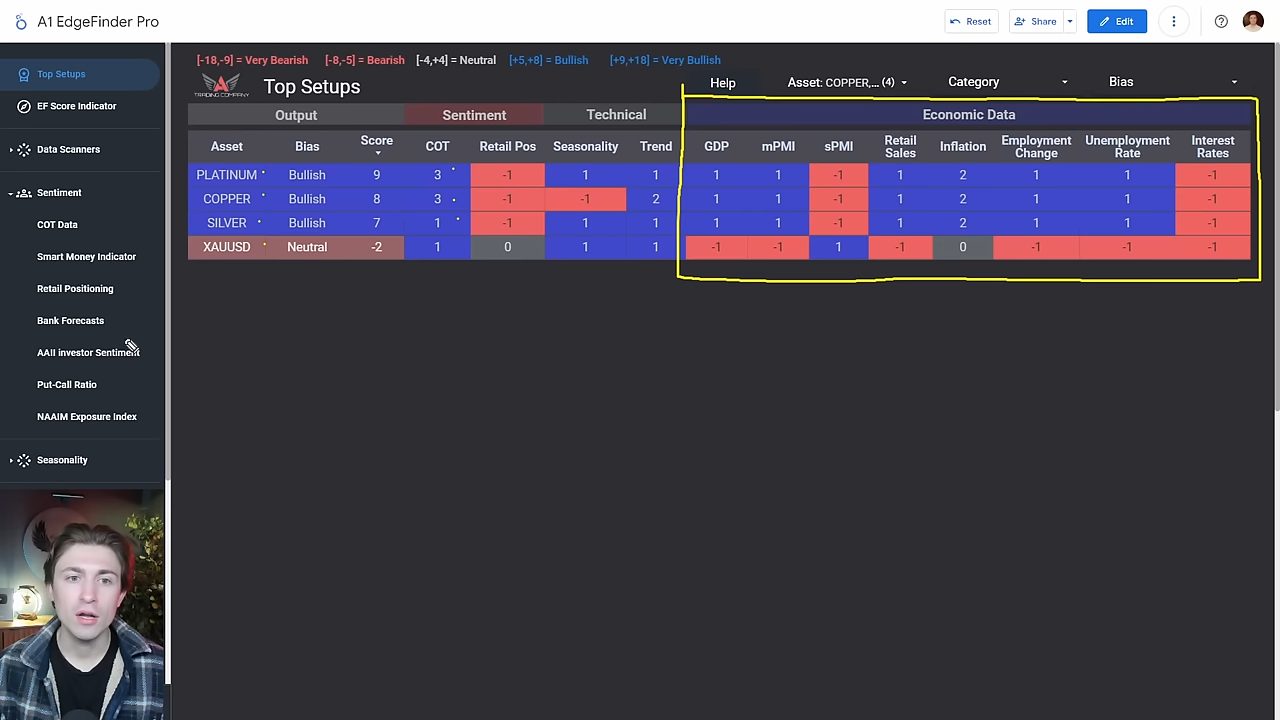 A1 EdgeFinder Pro
Reset
Share
Edit
Top Setups
EF Score Indicator
Data Scanners
Sentiment
COT Data
Smart Money Indicator
Retail Positioning
Bank Forecasts
AAII investor Sentiment
Put-Call Ratio
NAAIM Exposure Index
Seasonality
[-18,-9] = Very Bearish [-8,-5] = Bearish [-4,+4] = Neutral [+5,+8] = Bullish [+9,+18] = Very Bullish
TRADING COMPANY
Top Setups Help Asset: COPPER,... (4) Category Bias
Output Sentiment Technical Economic Data
Asset Bias Score COT Retail Pos Seasonality Trend GDP mPMI sPMI Retail Sales Inflation Employment Change Unemployment Rate Interest Rates
PLATINUM Bullish 9 3 -1 1 1 1 1 -1 1 2 1 1 -1
COPPER Bullish 8 3 -1 -1 2 1 1 -1 1 2 1 1 -1
SILVER Bullish 7 1 -1 1 1 1 1 -1 1 2 1 1 -1
XAUUSD Neutral -2 1 0 1 1 -1 -1 1 -1 0 -1 -1 -1